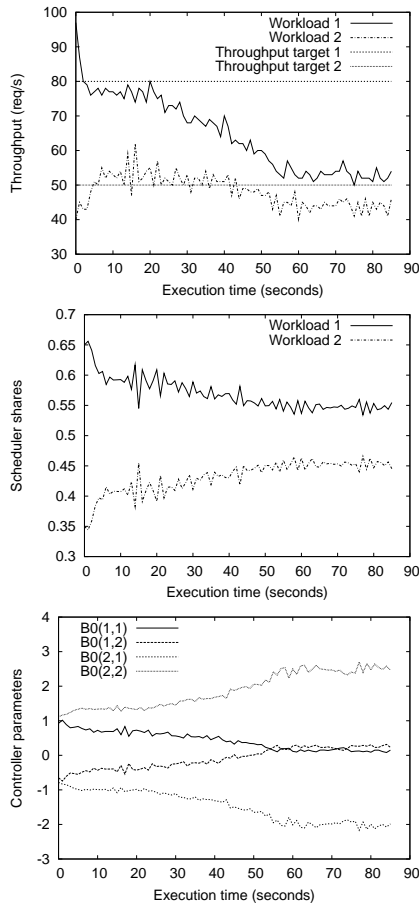 Throughput (req/s)
100
90
80
70
60
50
40
30
0 10 20 30 40 50 60 70 80 90
Execution time (seconds)
Workload 1
Workload 2
Throughput target 1
Throughput target 2
Scheduler shares
0.7
0.65
0.6
0.55
0.5
0.45
0.4
0.35
0.3
0 10 20 30 40 50 60 70 80 90
Execution time (seconds)
Workload 1
Workload 2
Controller parameters
4
3
2
1
0
-1
-2
-3
0 10 20 30 40 50 60 70 80 90
Execution time (seconds)
B0(1,1)
B0(1,2)
B0(2,1)
B0(2,2)